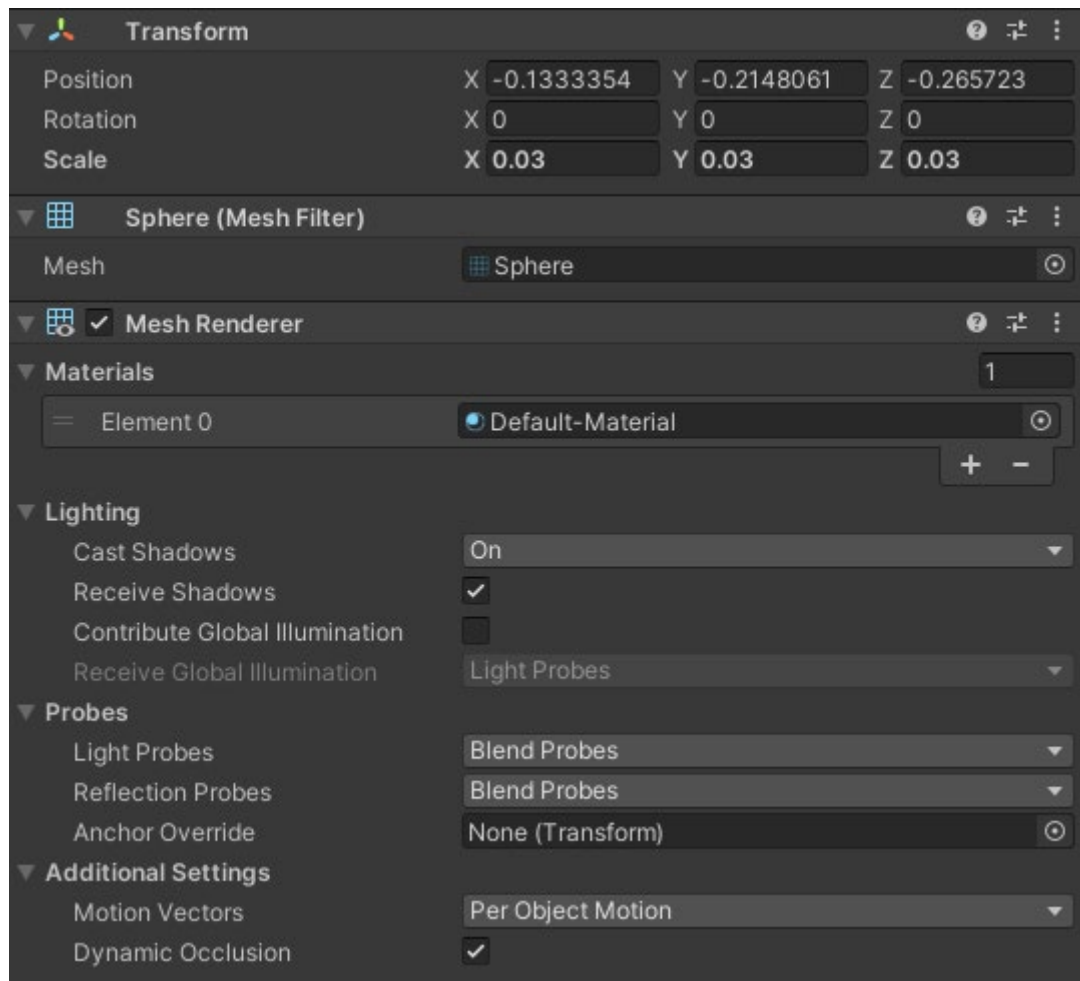 Transform
Position X -0.1333354 Y -0.2148061 Z -0.265723
Rotation X 0 Y 0 Z 0
Scale X 0.03 Y 0.03 Z 0.03
Sphere (Mesh Filter)
Mesh Sphere
Mesh Renderer
Materials 1
Element 0 Default-Material
+ -
Lighting
Cast Shadows On
Receive Shadows
Contribute Global Illumination
Receive Global Illumination Light Probes
Probes
Light Probes Blend Probes
Reflection Probes Blend Probes
Anchor Override None (Transform)
Additional Settings
Motion Vectors Per Object Motion
Dynamic Occlusion